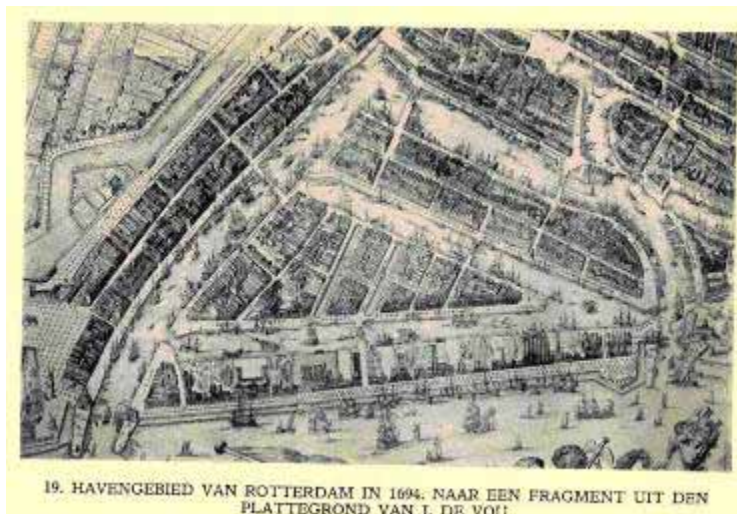 19. HAVENGEBIED VAN ROTTERDAM IN 1694. NAAR EEN FRAGMENT UIT DEN
PLATTEGROND VAN J. DE VOU